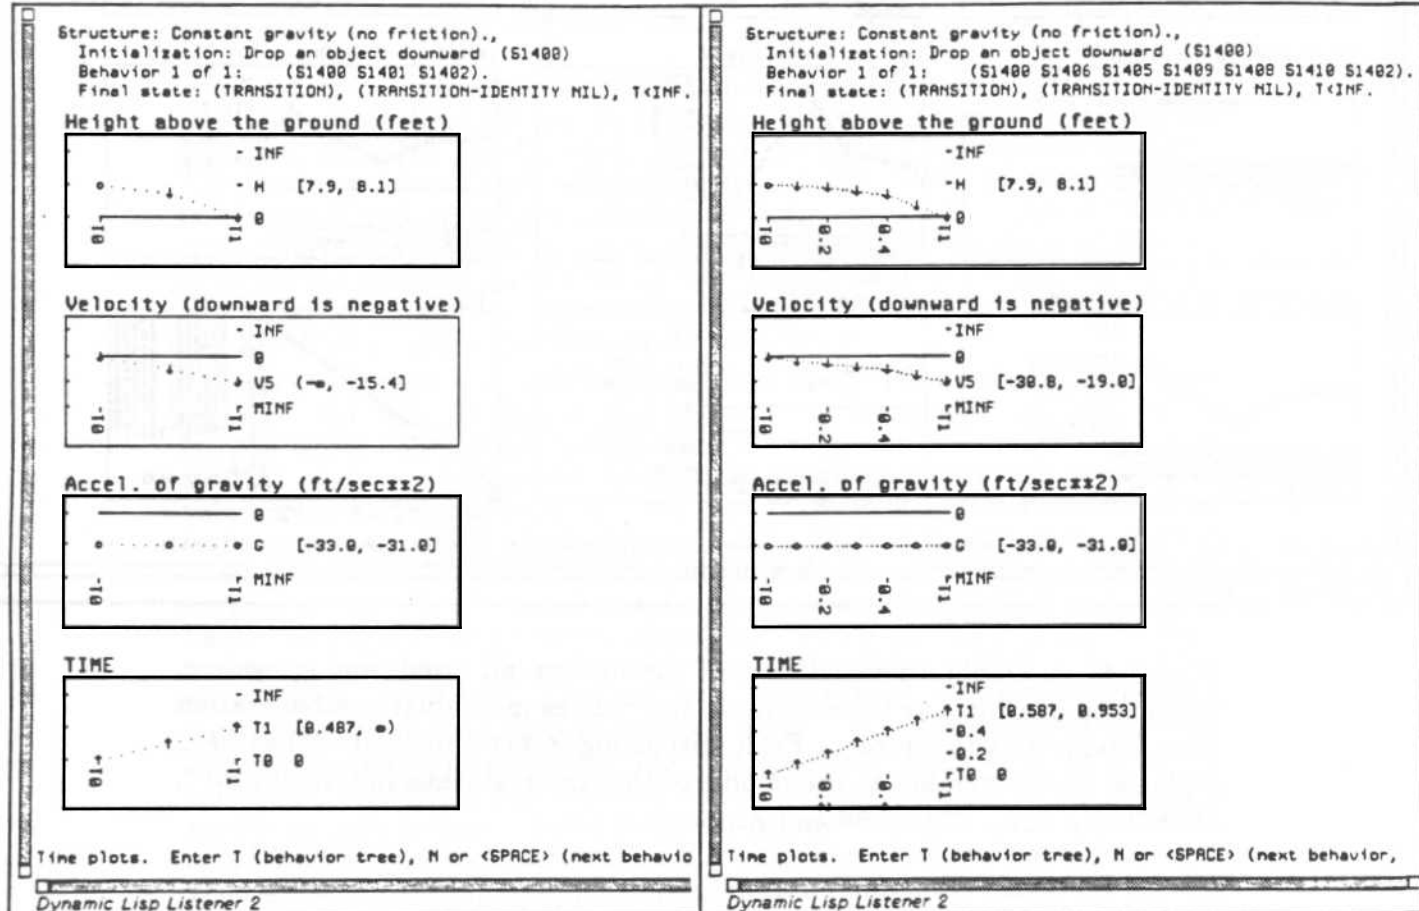 Structure: Constant gravity (no friction).,
Initialization: Drop an object downward (S1400)
Behavior 1 of 1: (S1400 S1401 S1402).
Final state: (TRANSITION), (TRANSITION-IDENTITY NIL), T<INF.
Height above the ground (feet)
INF
H [7.9, 8.1]
0
T0
T1
Velocity (downward is negative)
INF
0
V5 (-∞, -15.4]
MINF
T0
T1
Accel. of gravity (ft/sec**2)
0
G [-33.0, -31.0]
MINF
T0
T1
TIME
INF
T1 [0.487, ∞)
T0 0
T0
T1
Time plots. Enter T (behavior tree), N or <SPACE> (next behavio
Dynamic Lisp Listener 2
Structure: Constant gravity (no friction).,
Initialization: Drop an object downward (S1400)
Behavior 1 of 1: (S1400 S1406 S1405 S1409 S1408 S1410 S1402).
Final state: (TRANSITION), (TRANSITION-IDENTITY NIL), T<INF.
Height above the ground (feet)
INF
H [7.9, 8.1]
0
T0
0.2
0.4
T1
Velocity (downward is negative)
INF
0
V5 [-30.8, -19.0]
MINF
T0
0.2
0.4
T1
Accel. of gravity (ft/sec**2)
0
G [-33.0, -31.0]
MINF
T0
0.2
0.4
T1
TIME
INF
T1 [0.587, 0.953]
0.4
0.2
T0 0
T0
0.2
0.4
T1
Time plots. Enter T (behavior tree), N or <SPACE> (next behavior,
Dynamic Lisp Listener 2